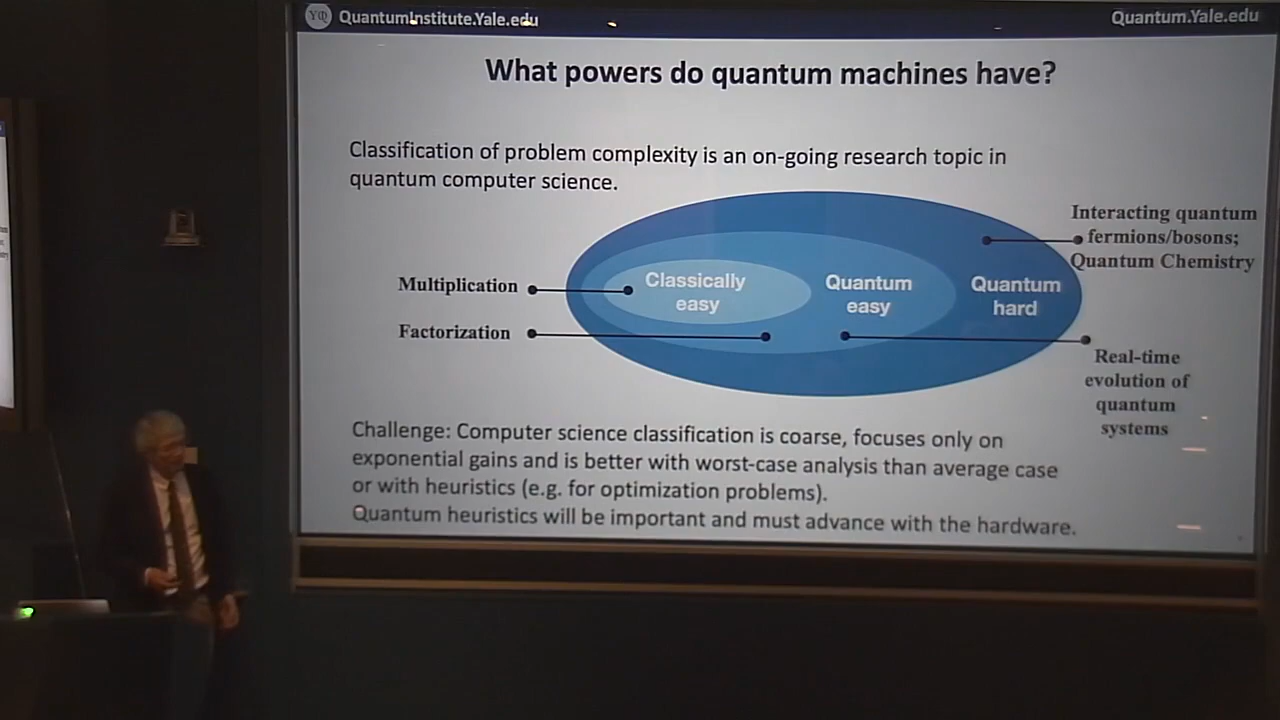 YQ QuantumInstitute.Yale.edu
Quantum.Yale.edu
What powers do quantum machines have?
Classification of problem complexity is an on-going research topic in
quantum computer science.
Interacting quantum
fermions/bosons;
Quantum Chemistry
Multiplication
Factorization
Classically
easy
Quantum
easy
Quantum
hard
Real-time
evolution of
quantum
systems
Challenge: Computer science classification is coarse, focuses only on
exponential gains and is better with worst-case analysis than average case
or with heuristics (e.g. for optimization problems).
Quantum heuristics will be important and must advance with the hardware.